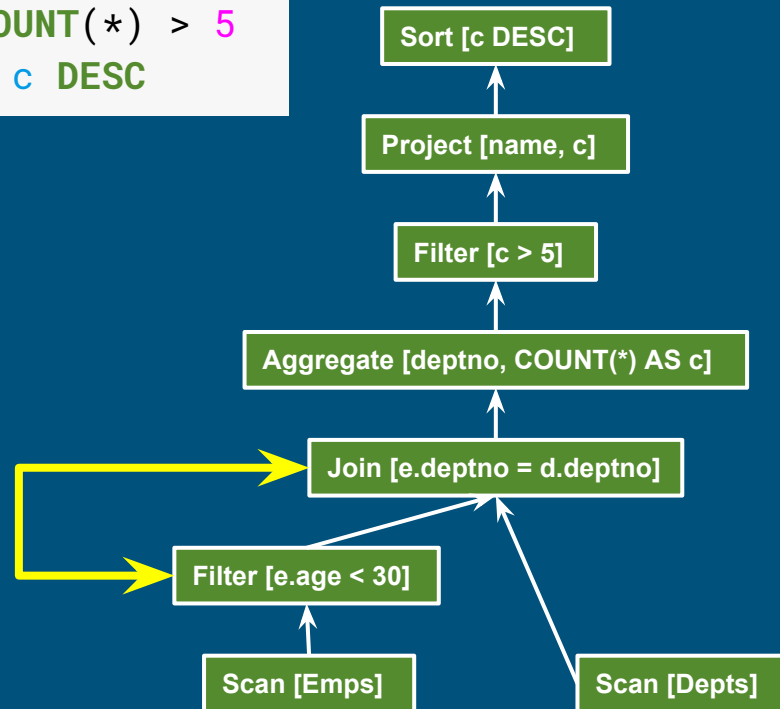 COUNT(*) > 5
c DESC
Sort [c DESC]
Project [name, c]
Filter [c > 5]
Aggregate [deptno, COUNT(*) AS c]
Join [e.deptno = d.deptno]
Filter [e.age < 30]
Scan [Emps]
Scan [Depts]